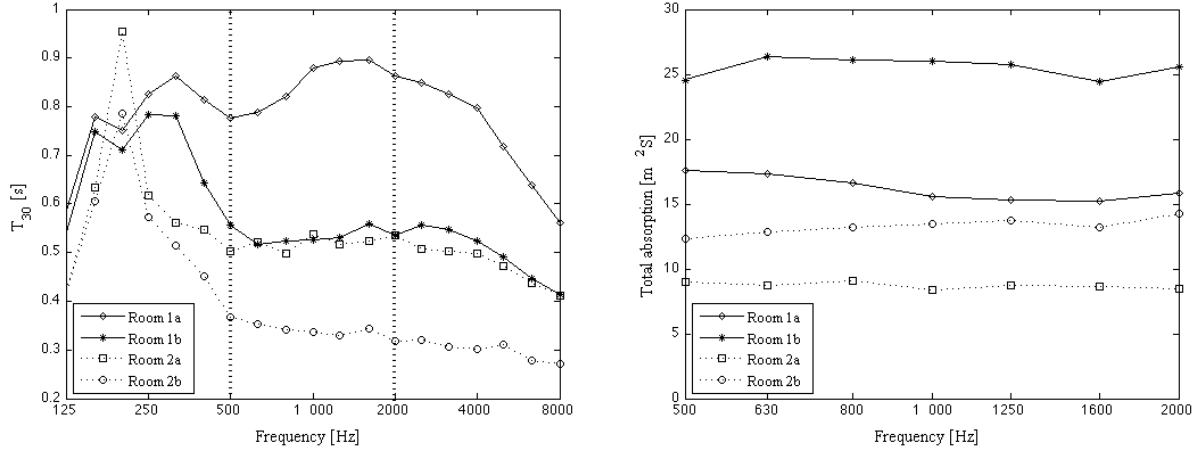 1
0.9
0.8
0.7
0.6
0.5
0.4
0.3
0.2
T30 [s]
Room 1a
Room 1b
Room 2a
Room 2b
125 250 500 1 000 2000 4000 8000
Frequency [Hz]
30
25
20
15
10
5
0
Total absorption [m2S]
Room 1a
Room 1b
Room 2a
Room 2b
500 630 800 1 000 1250 1600 2000
Frequency [Hz]